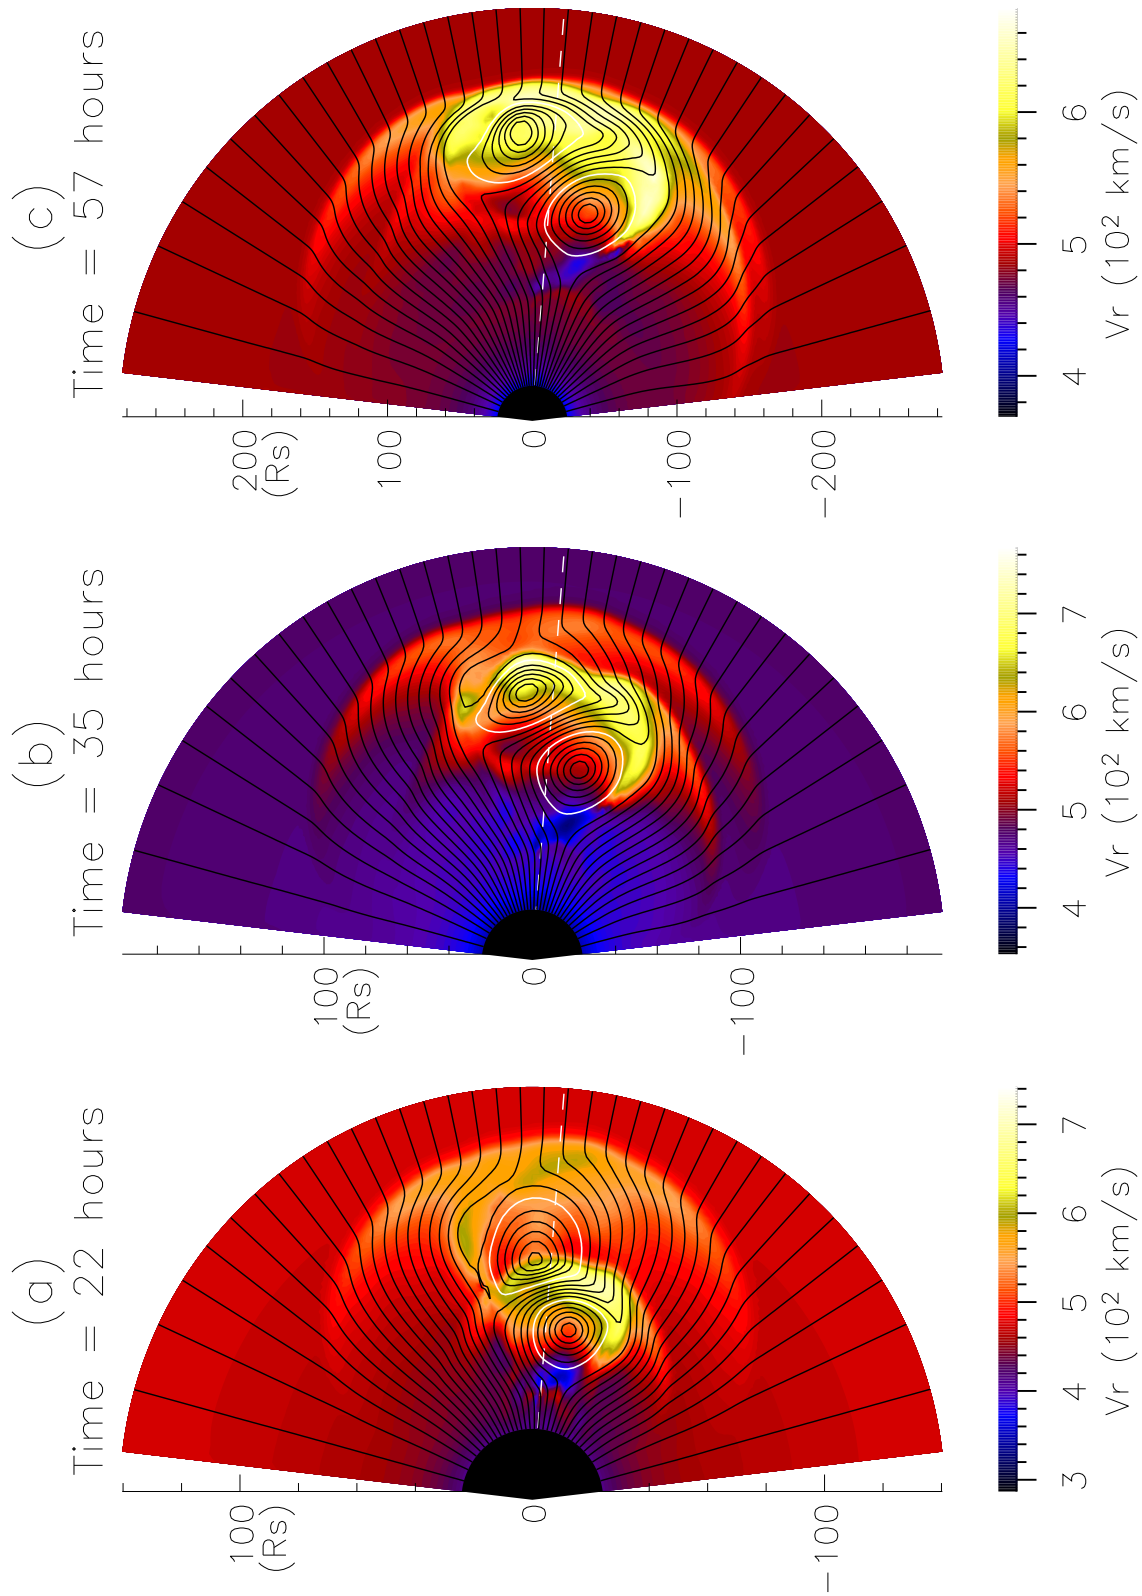 (a)
Time = 22 hours
100
(Rs)
0
−100
3 4 5 6 7
Vr (10² km/s)
(b)
Time = 35 hours
100
(Rs)
0
−100
4 5 6 7
Vr (10² km/s)
(c)
Time = 57 hours
200
(Rs)
100
0
−100
−200
4 5 6
Vr (10² km/s)